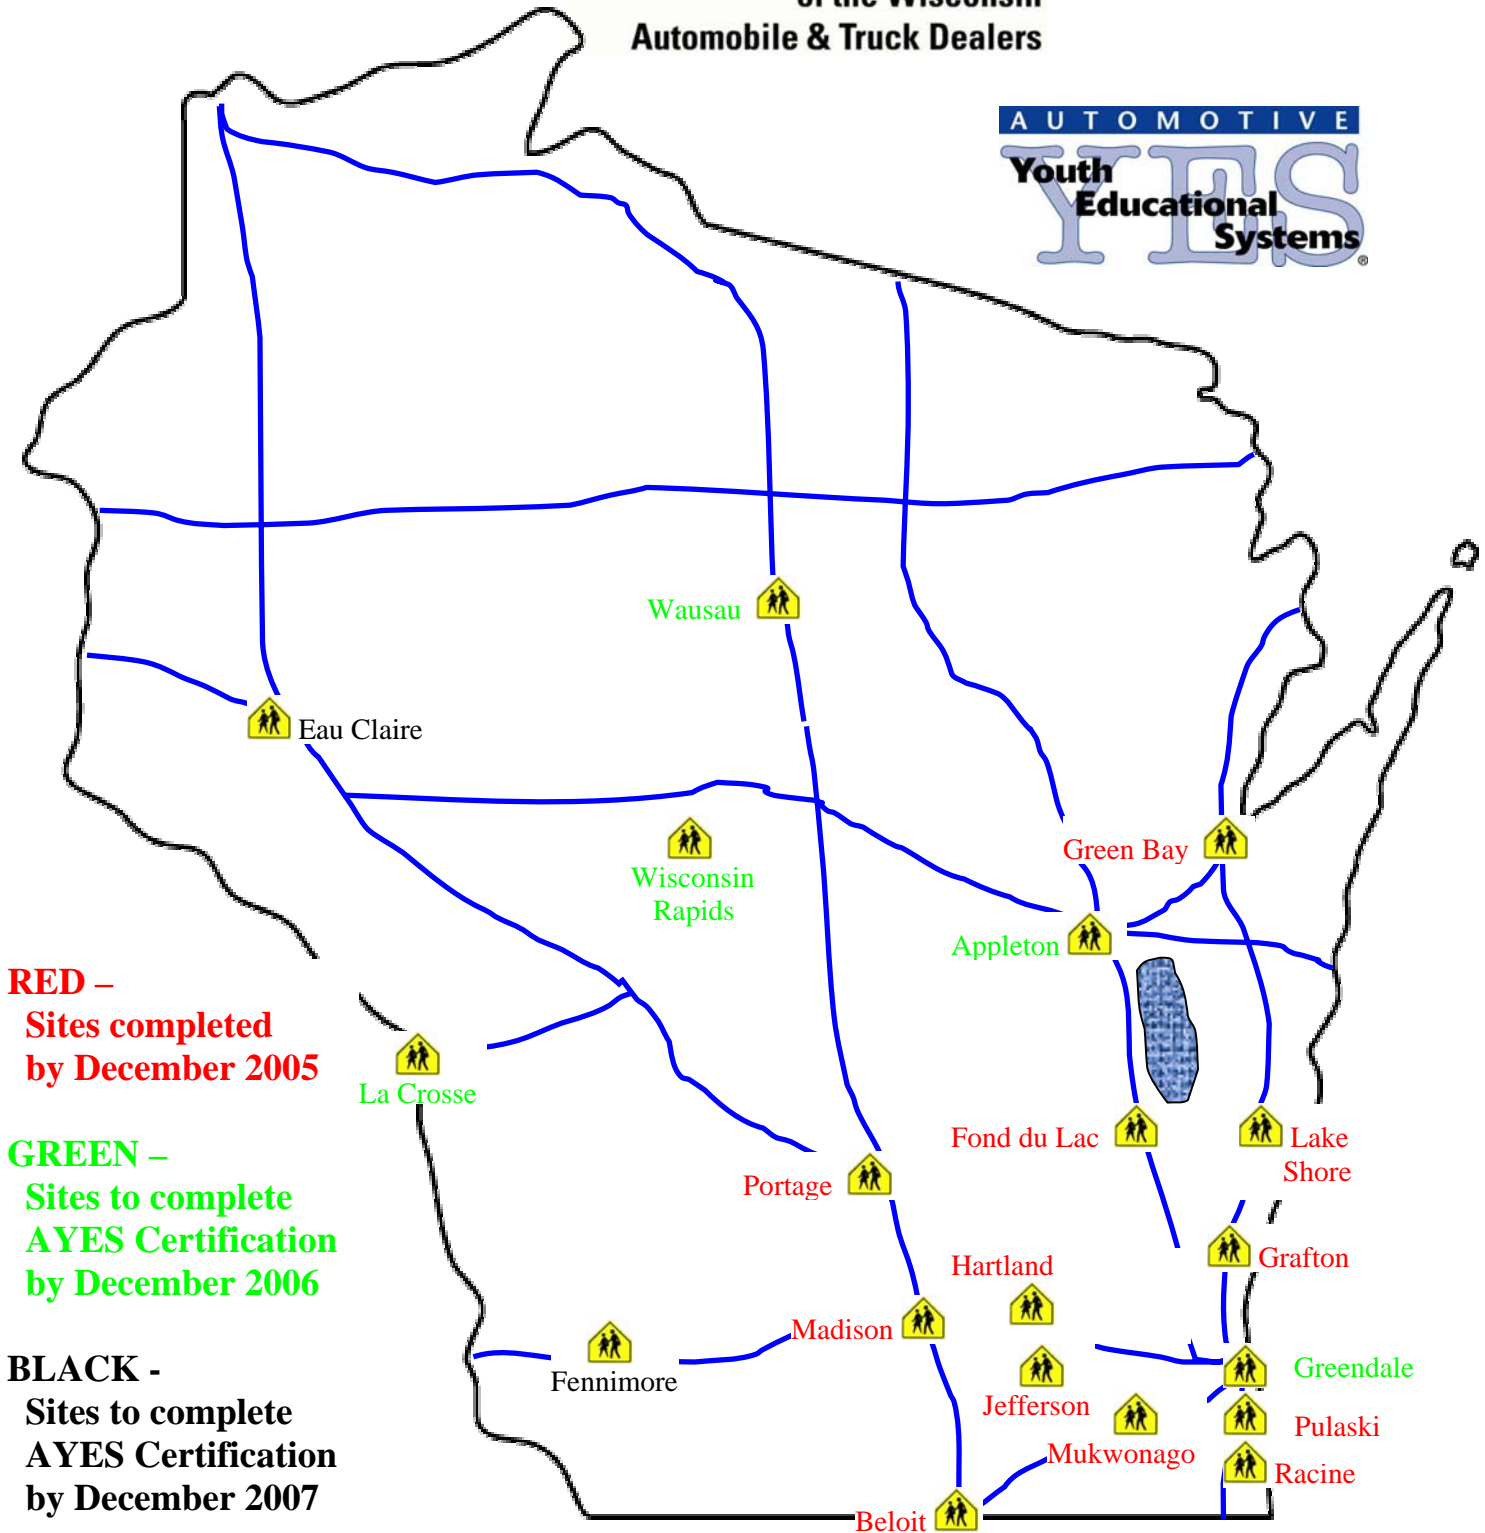 of the Wisconsin
Automobile & Truck Dealers
AUTOMOTIVE
YES
Youth
Educational
Systems
®
Wausau
Eau Claire
Green Bay
Wisconsin
Rapids
Appleton
RED –
Sites completed
by December 2005
La Crosse
Fond du Lac
Lake
Shore
GREEN –
Sites to complete
AYES Certification
by December 2006
Portage
Grafton
Hartland
Madison
BLACK -
Sites to complete
AYES Certification
by December 2007
Fennimore
Greendale
Jefferson
Pulaski
Mukwonago
Racine
Beloit